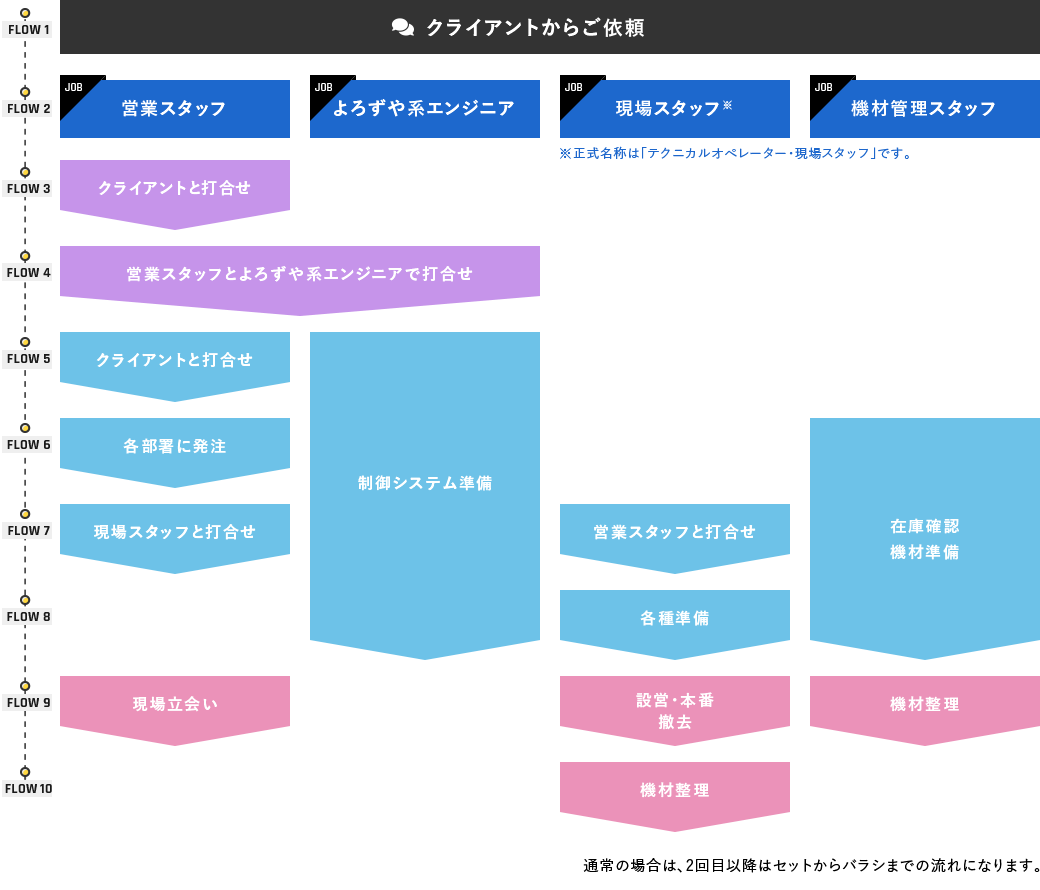 FLOW 1
クライアントからご依頼
FLOW 2
JOB
営業スタッフ
JOB
よろずや系エンジニア
JOB
現場スタッフ※
JOB
機材管理スタッフ
※正式名称は「テクニカルオペレーター・現場スタッフ」です。
FLOW 3
クライアントと打合せ
FLOW 4
営業スタッフとよろずや系エンジニアで打合せ
FLOW 5
クライアントと打合せ
FLOW 6
各部署に発注
制御システム準備
FLOW 7
現場スタッフと打合せ
営業スタッフと打合せ
在庫確認
機材準備
FLOW 8
各種準備
FLOW 9
現場立会い
設営・本番
撤去
機材整理
FLOW 10
機材整理
通常の場合は、2回目以降はセットからバラシまでの流れになります。